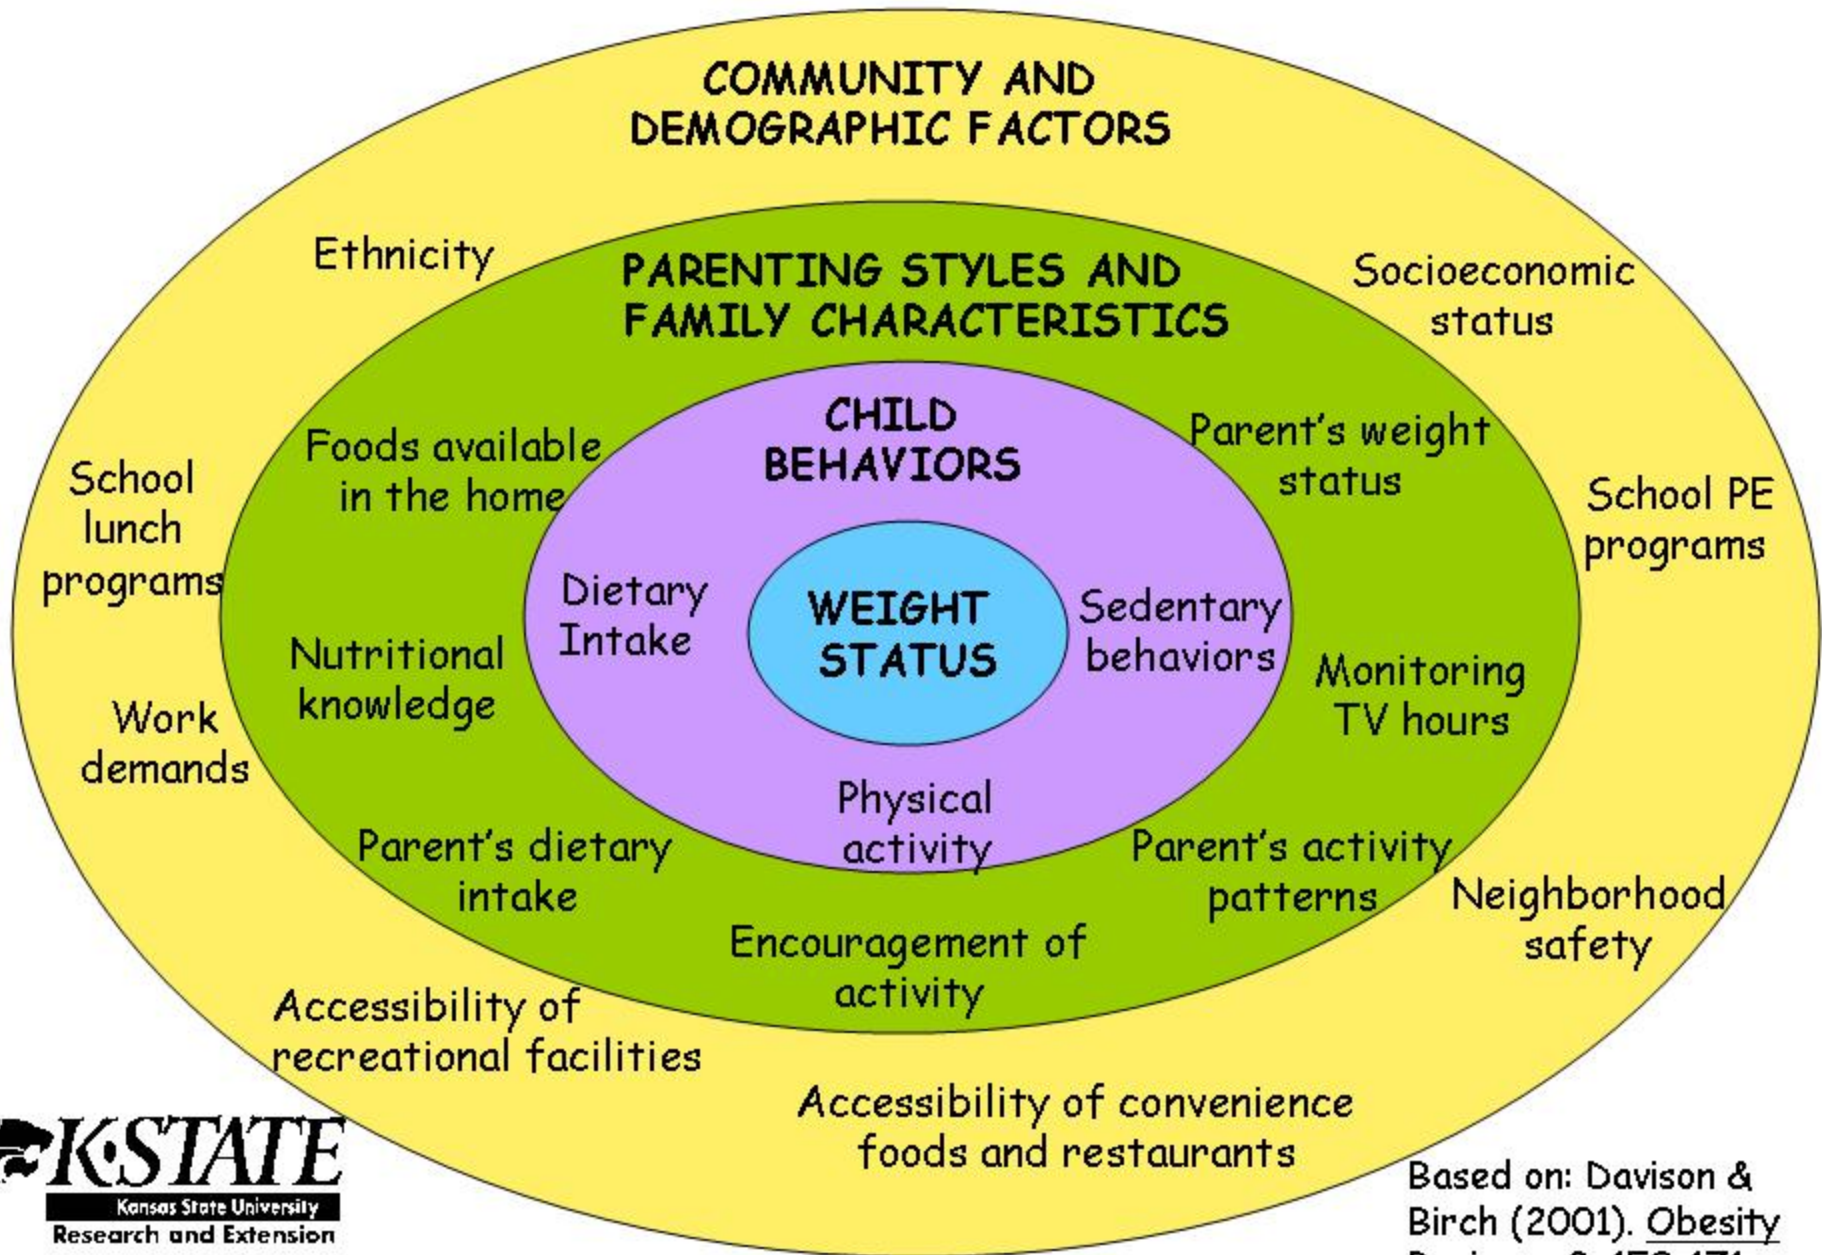 COMMUNITY AND
DEMOGRAPHIC FACTORS
Ethnicity
Socioeconomic
status
School
lunch
programs
School PE
programs
Work
demands
Neighborhood
safety
Accessibility of
recreational facilities
Accessibility of convenience
foods and restaurants
PARENTING STYLES AND
FAMILY CHARACTERISTICS
Foods available
in the home
Parent's weight
status
Nutritional
knowledge
Monitoring
TV hours
Parent's dietary
intake
Parent's activity
patterns
Encouragement of
activity
CHILD
BEHAVIORS
Dietary
Intake
Sedentary
behaviors
Physical
activity
WEIGHT
STATUS
K-STATE
Kansas State University
Research and Extension
Based on: Davison &
Birch (2001). Obesity